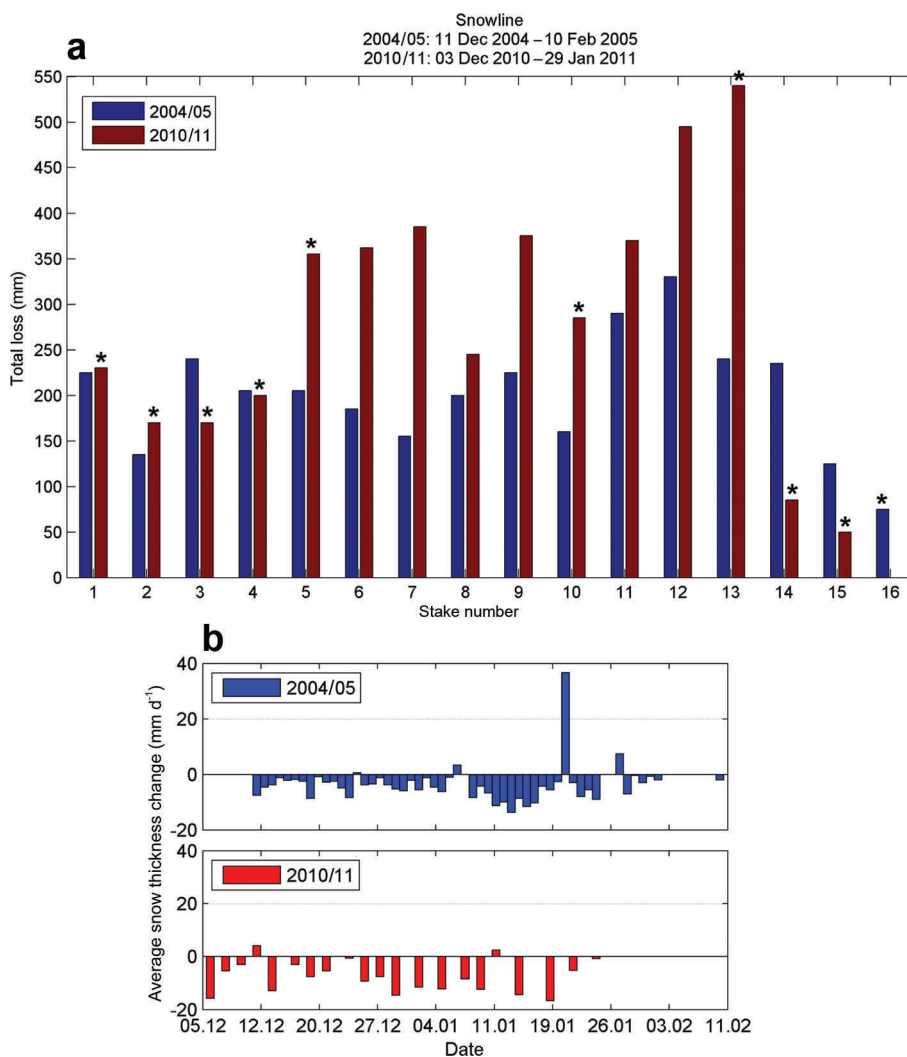 a
Snowline
2004/05: 11 Dec 2004 – 10 Feb 2005
2010/11: 03 Dec 2010 – 29 Jan 2011
550
500
450
400
350
300
250
200
150
100
50
0
Total loss (mm)
2004/05
2010/11
* * * * * * * * * *
1 2 3 4 5 6 7 8 9 10 11 12 13 14 15 16
Stake number
b
Average snow thickness change (mm d⁻¹)
40
20
0
-20
2004/05
40
20
0
-20
2010/11
05.12 12.12 20.12 27.12 04.01 11.01 19.01 26.01 03.02 11.02
Date